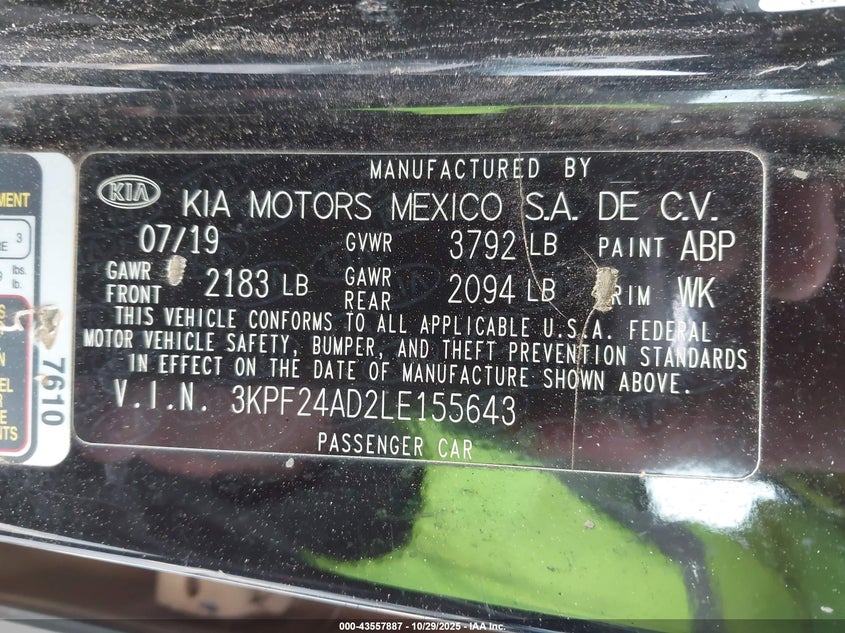 MANUFACTURED BY
KIA KIA MOTORS MEXICO S.A. DE C.V.
07/19 GVWR 3792 LB PAINT ABP
GAWR FRONT 2183 LB GAWR REAR 2094 LB RIM WK
THIS VEHICLE CONFORMS TO ALL APPLICABLE U.S.A. FEDERAL
MOTOR VEHICLE SAFETY, BUMPER, AND THEFT PREVENTION STANDARDS
IN EFFECT ON THE DATE OF MANUFACTURE SHOWN ABOVE.
V.I.N. 3KPF24AD2LE155643
PASSENGER CAR
7610
000-43557887 - 10/29/2025 - IAA Inc.